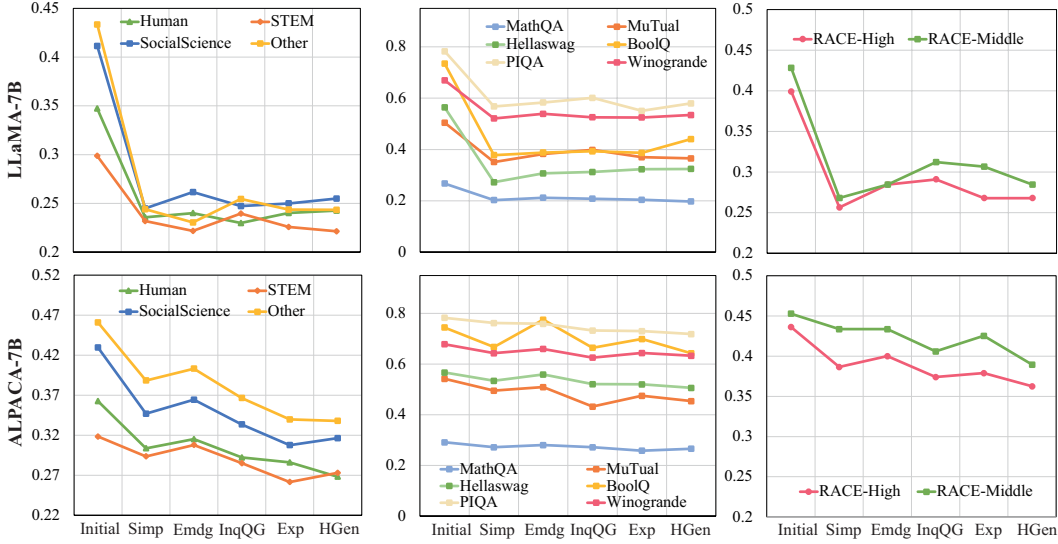 LLaMA-7B
0.45
0.4
0.35
0.3
0.25
0.2
Human
STEM
SocialScience
Other
0.8
0.6
0.4
0.2
0
MathQA
MuTual
Hellaswag
BoolQ
PIQA
Winogrande
0.5
0.45
0.4
0.35
0.3
0.25
0.2
RACE-High
RACE-Middle
ALPACA-7B
0.52
0.47
0.42
0.37
0.32
0.27
0.22
Human
STEM
SocialScience
Other
Initial Simp Emdg InqQG Exp HGen
0.8
0.6
0.4
0.2
0
MathQA
MuTual
Hellaswag
BoolQ
PIQA
Winogrande
Initial Simp Emdg InqQG Exp HGen
0.5
0.45
0.4
0.35
0.3
0.25
0.2
RACE-High
RACE-Middle
Initial Simp Emdg InqQG Exp HGen